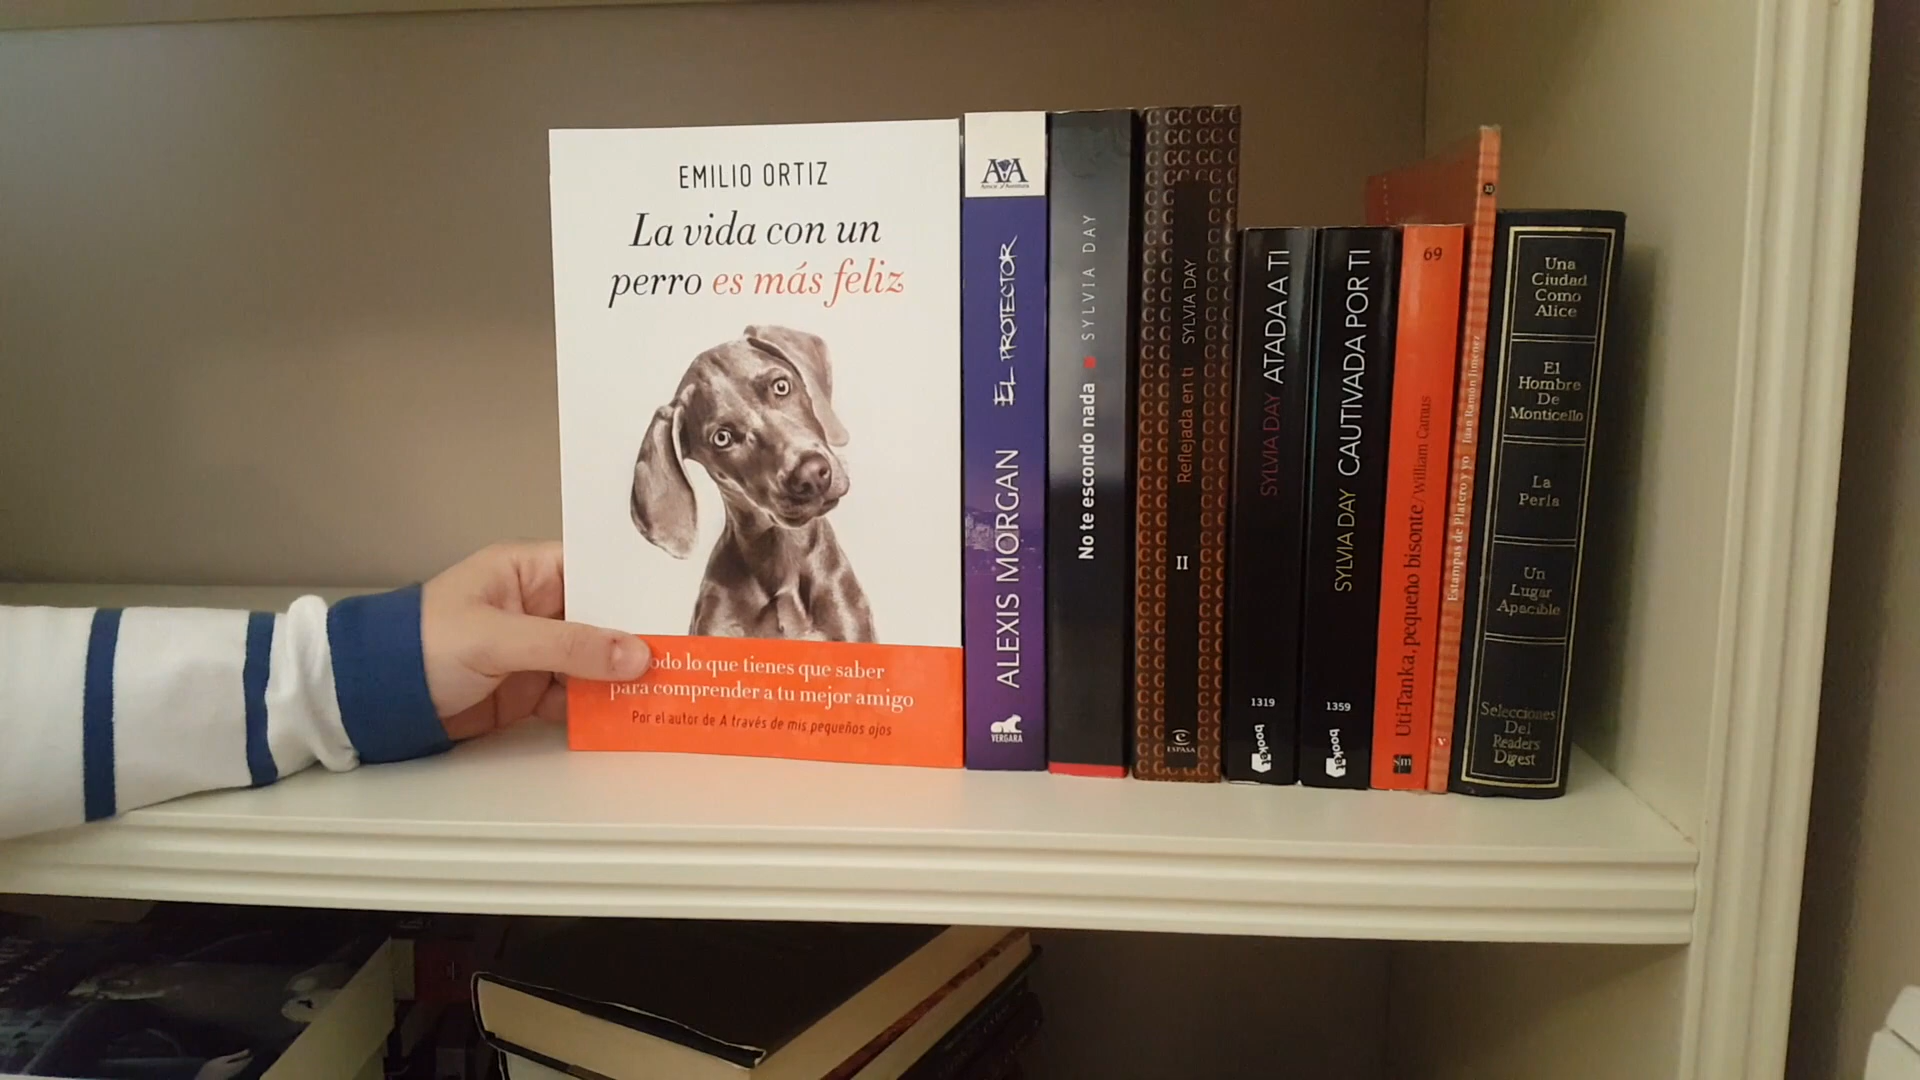 EMILIO ORTIZ
La vida con un
perro es más feliz
odo lo que tienes que saber
para comprender a tu mejor amigo
Por el autor de A través de mis pequeños ojos
AA
ALEXIS MORGAN EL PROTECTOR
VERGARA
No te escondo nada SYLVIA DAY
Reflejada en ti SYLVIA DAY
II
ESPASA
SYLVIA DAY ATADA A TI
1319
booket
SYLVIA DAY CAUTIVADA POR TI
1359
booket
69
Uti-Tanka, pequeño bisonte / William Camus
sm
33
Estampas de Platero y yo Juan Ramón Jiménez
V
Una
Ciudad
Como
Alice
El
Hombre
De
Monticello
La
Perla
Un
Lugar
Apacible
Selecciones
Del
Readers
Digest